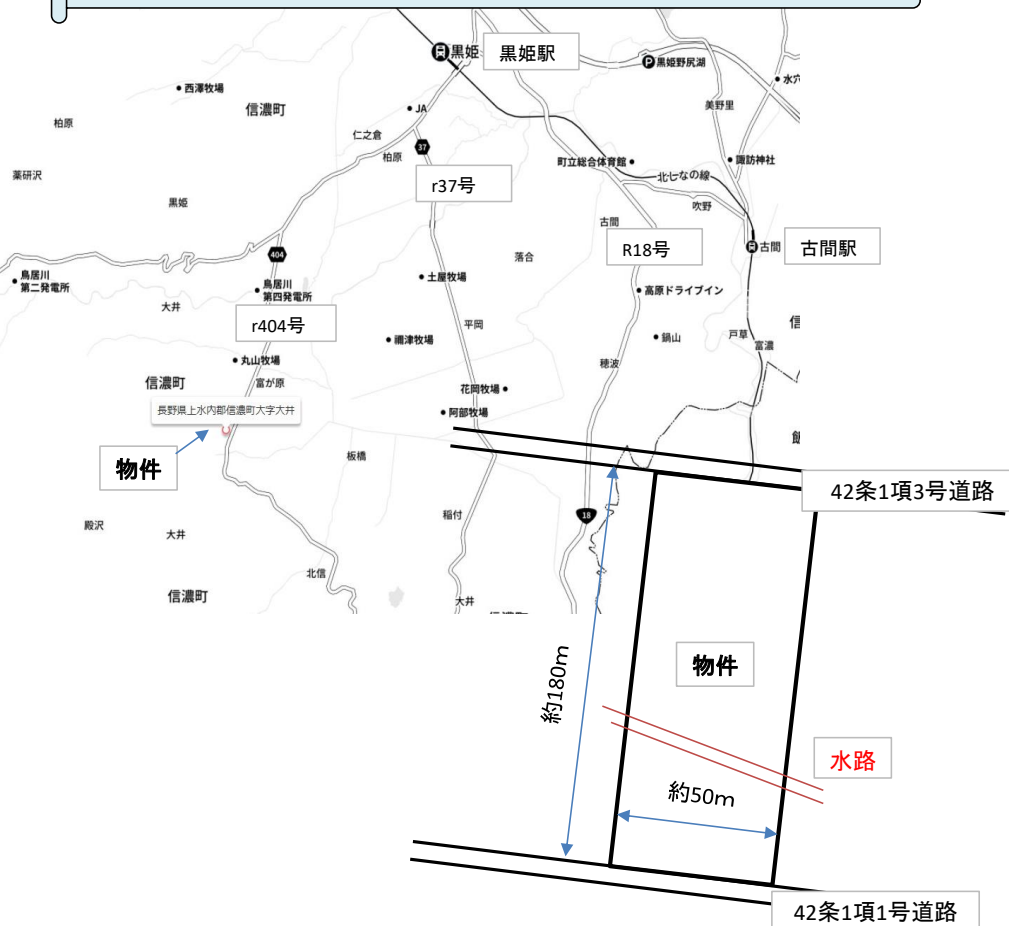 黒姫
黒姫駅
黒姫野尻湖
水穴
西澤牧場
信濃町
JA
美野里
柏原
仁之倉
37
柏原
町立総合体育館
諏訪神社
薬研沢
r37号
北しなの線
黒姫
吹野
古間
R18号
古間
古間駅
404
落合
鳥居川
第二発電所
鳥居川
第四発電所
土屋牧場
高原ドライブイン
大井
r404号
平岡
信
禰津牧場
鍋山
戸草
富濃
丸山牧場
穂波
信濃町
富が原
花岡牧場
長野県上水内郡信濃町大字大井
阿部牧場
飯
物件
板橋
42条1項3号道路
殿沢
大井
稲付
18
北信
信濃町
大井
物件
約180m
水路
約50m
42条1項1号道路